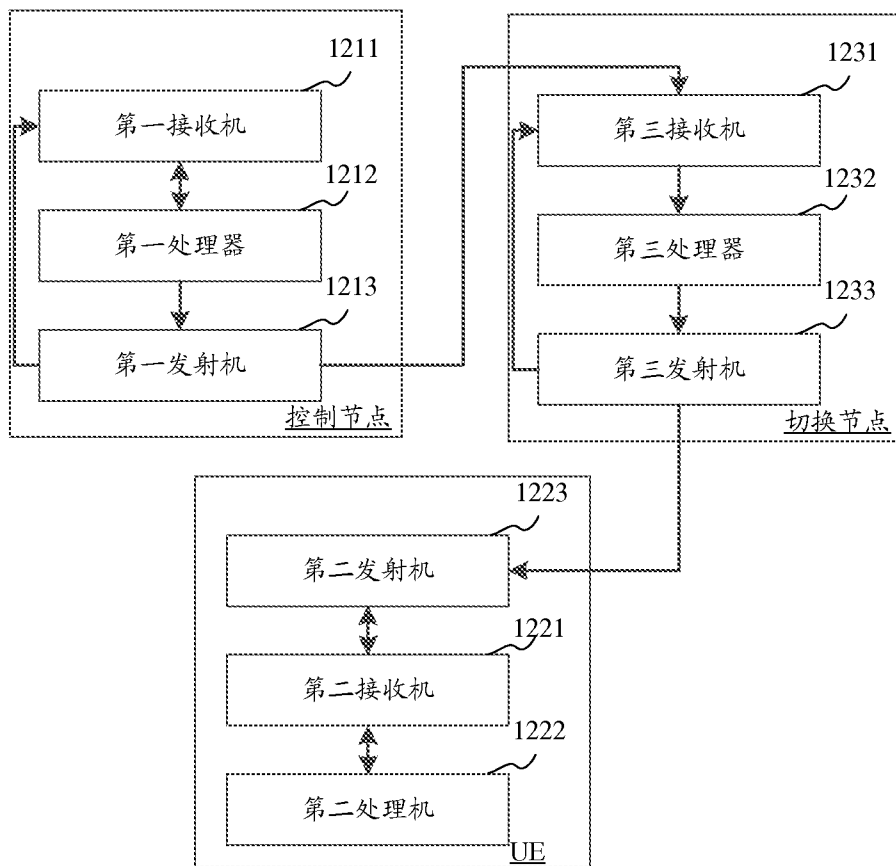 1211
第一接收机
1212
第一处理器
1213
第一发射机
控制节点
1231
第三接收机
1232
第三处理器
1233
第三发射机
切换节点
1223
第二发射机
1221
第二接收机
1222
第二处理机
UE